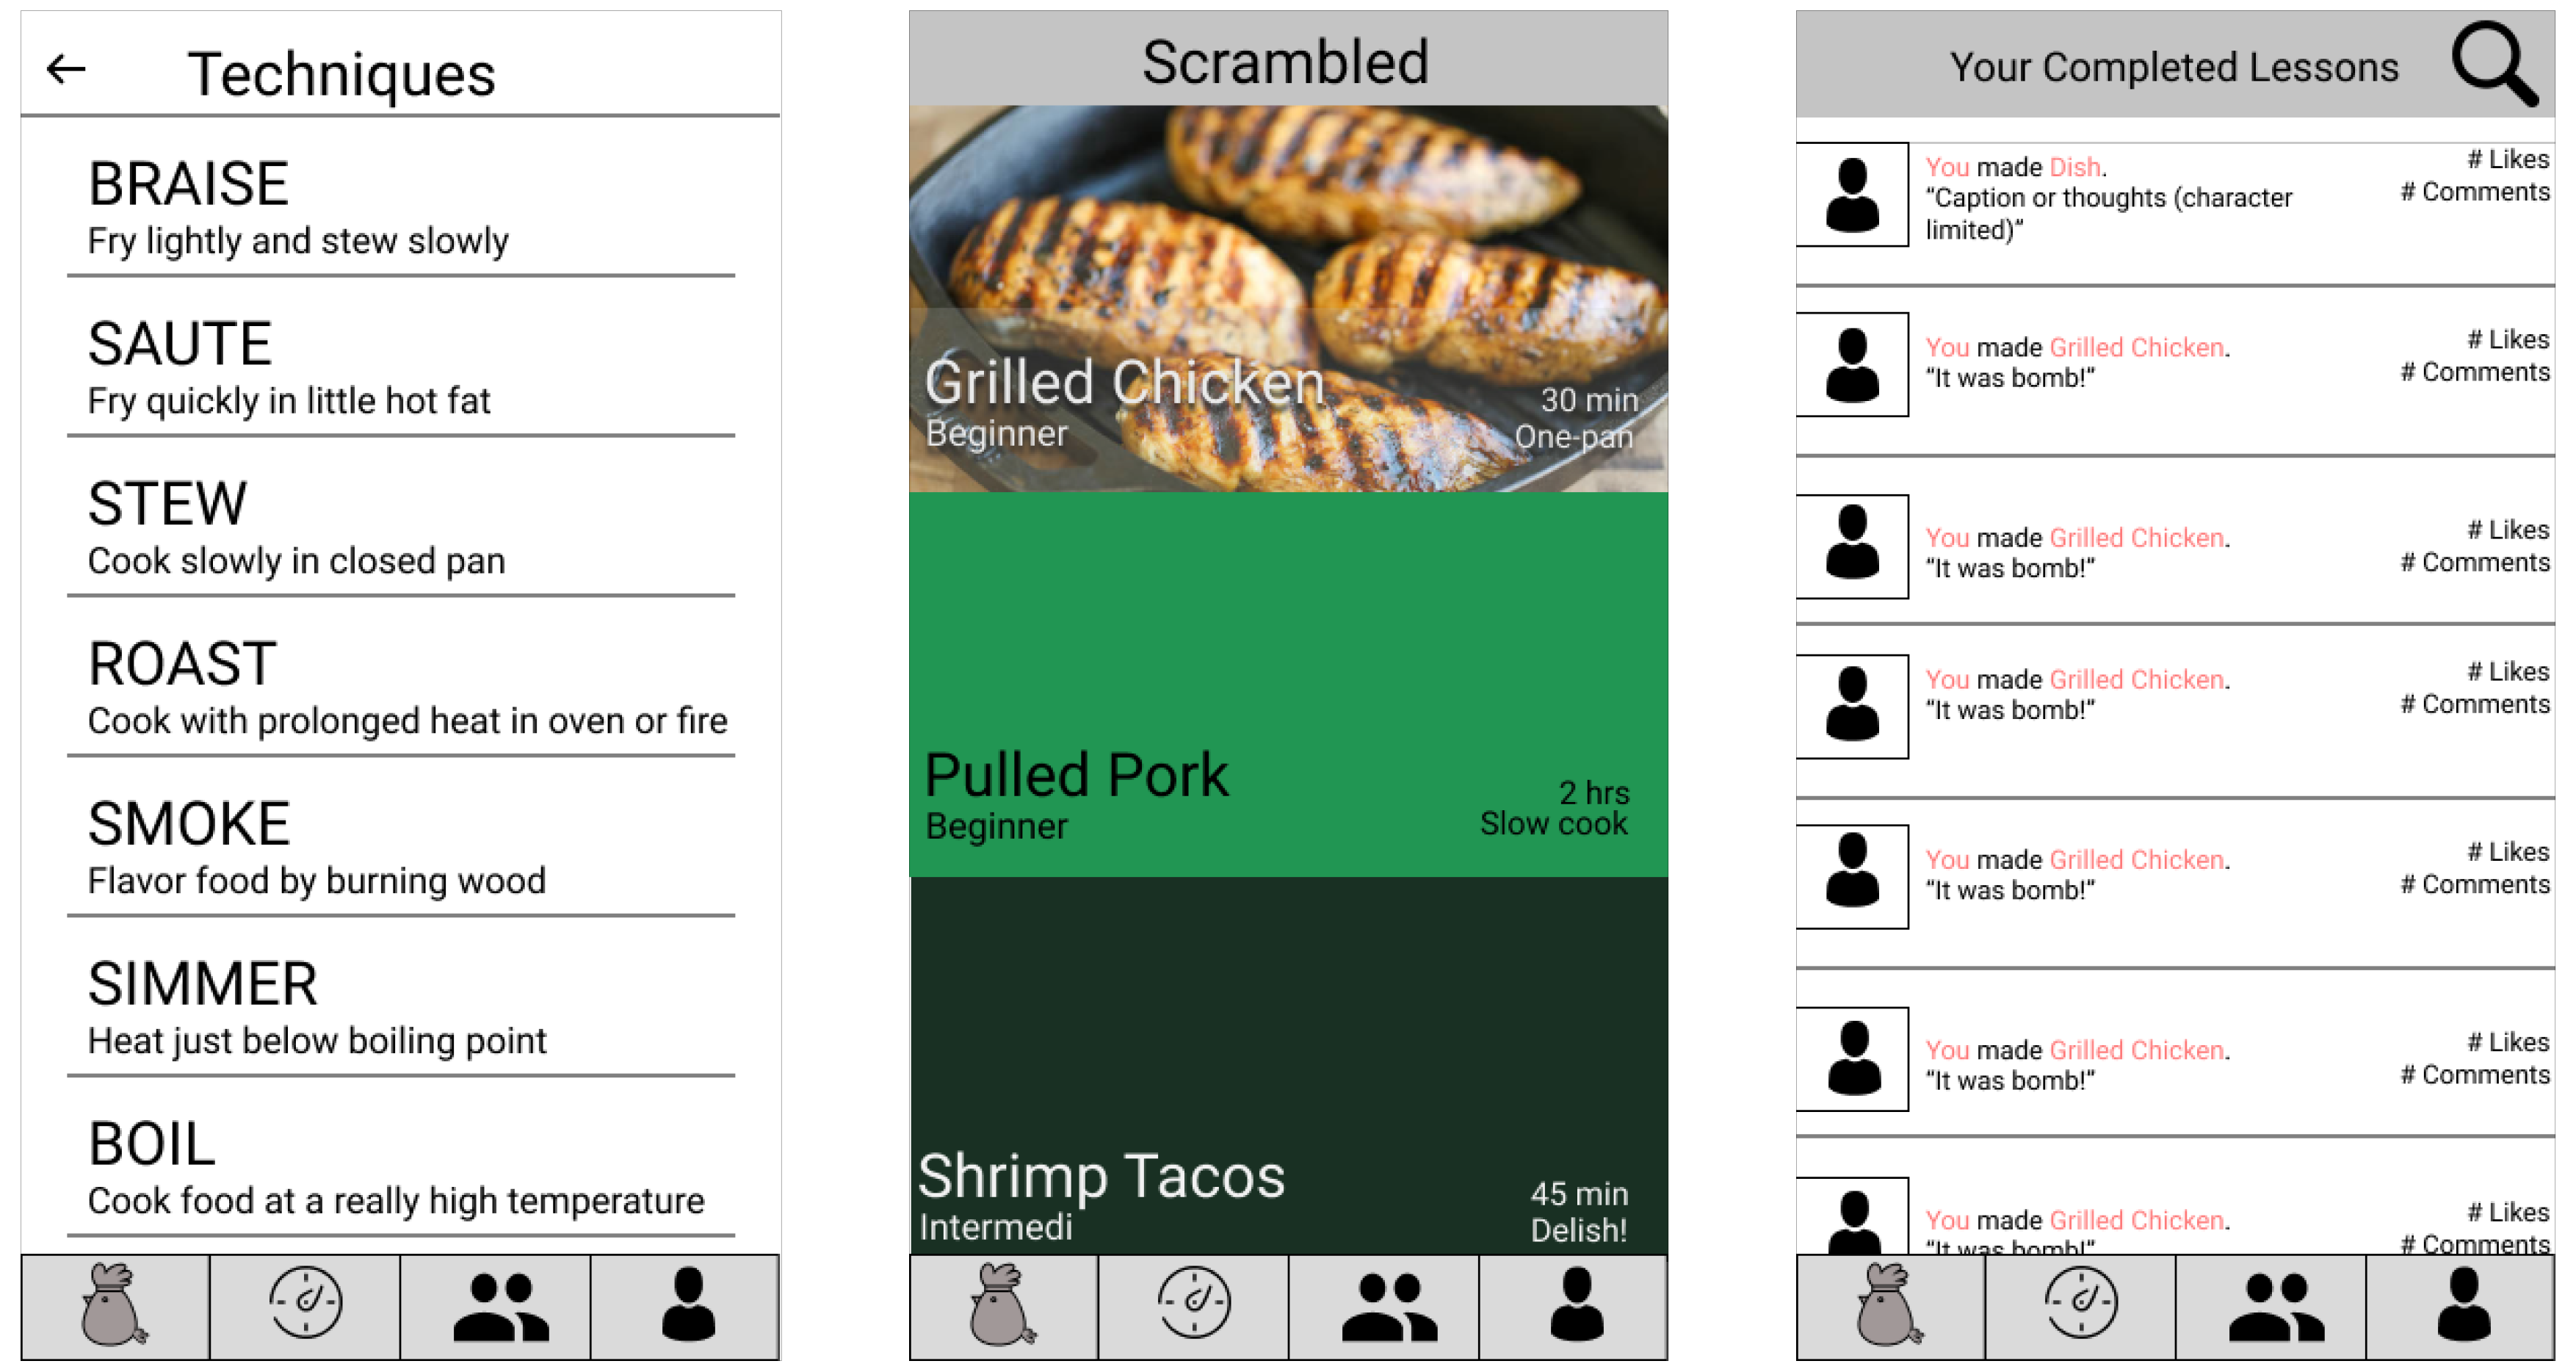 Techniques
BRAISE
Fry lightly and stew slowly
SAUTE
Fry quickly in little hot fat
STEW
Cook slowly in closed pan
ROAST
Cook with prolonged heat in oven or fire
SMOKE
Flavor food by burning wood
SIMMER
Heat just below boiling point
BOIL
Cook food at a really high temperature
Scrambled
Grilled Chicken
Beginner
30 min
One-pan
Pulled Pork
Beginner
2 hrs
Slow cook
Shrimp Tacos
Intermedi
45 min
Delish!
Your Completed Lessons
You made Dish.
“Caption or thoughts (character
limited)”
# Likes
# Comments
You made Grilled Chicken.
“It was bomb!“
# Likes
# Comments
You made Grilled Chicken.
“It was bomb!“
# Likes
# Comments
You made Grilled Chicken.
“It was bomb!“
# Likes
# Comments
You made Grilled Chicken.
“It was bomb!“
# Likes
# Comments
You made Grilled Chicken.
“It was bomb!“
# Likes
# Comments
You made Grilled Chicken.
“It was bomb!“
# Likes
# Comments